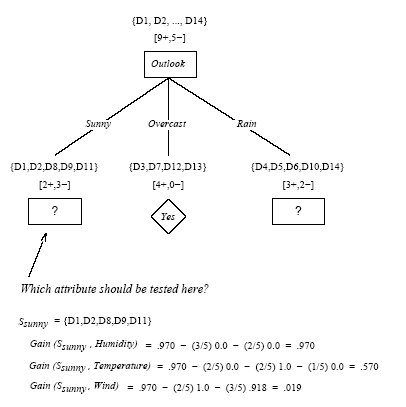 {D1, D2, ..., D14}
[9+,5−]
Outlook
Sunny Overcast Rain
{D1,D2,D8,D9,D11} {D3,D7,D12,D13} {D4,D5,D6,D10,D14}
[2+,3−] [4+,0−] [3+,2−]
? Yes ?
Which attribute should be tested here?
Ssunny = {D1,D2,D8,D9,D11}
Gain (Ssunny , Humidity) = .970 − (3/5) 0.0 − (2/5) 0.0 = .970
Gain (Ssunny , Temperature) = .970 − (2/5) 0.0 − (2/5) 1.0 − (1/5) 0.0 = .570
Gain (Ssunny , Wind) = .970 − (2/5) 1.0 − (3/5) .918 = .019